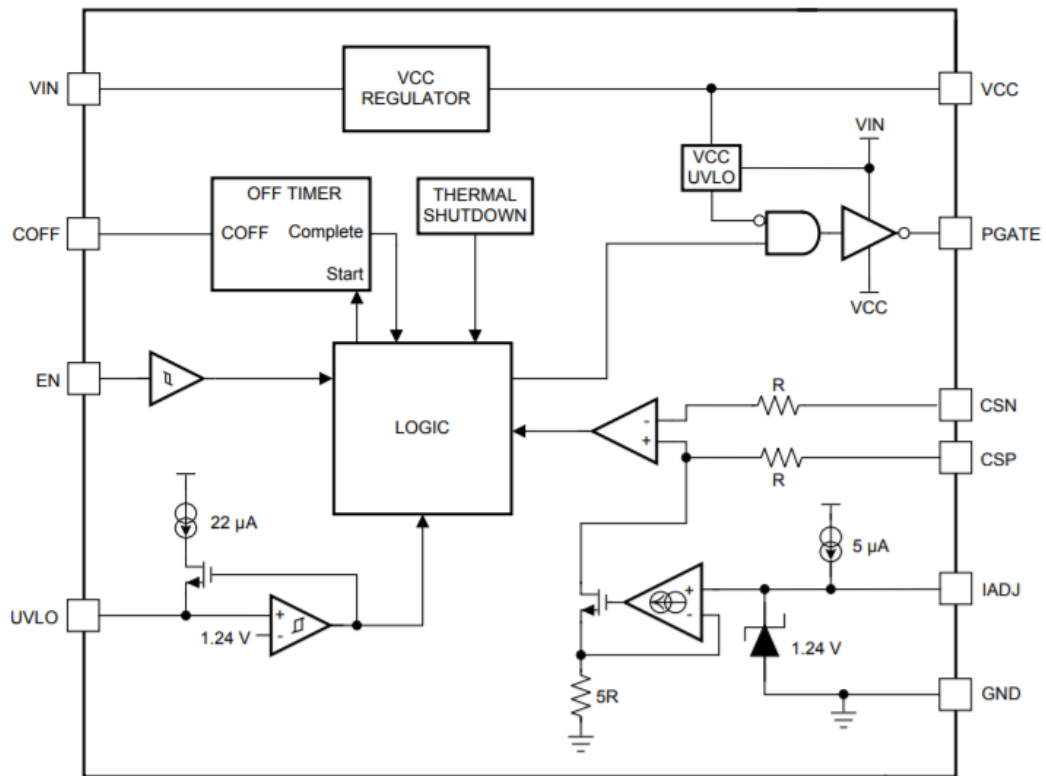 VCC
REGULATOR
VIN
VCC
VIN
VCC
UVLO
OFF TIMER
THERMAL
SHUTDOWN
COFF
COFF
Complete
PGATE
Start
VCC
EN
R
CSN
LOGIC
-
+
CSP
R
22 µA
5 µA
IADJ
+
-
UVLO
+
-
1.24 V
1.24 V
5R
GND